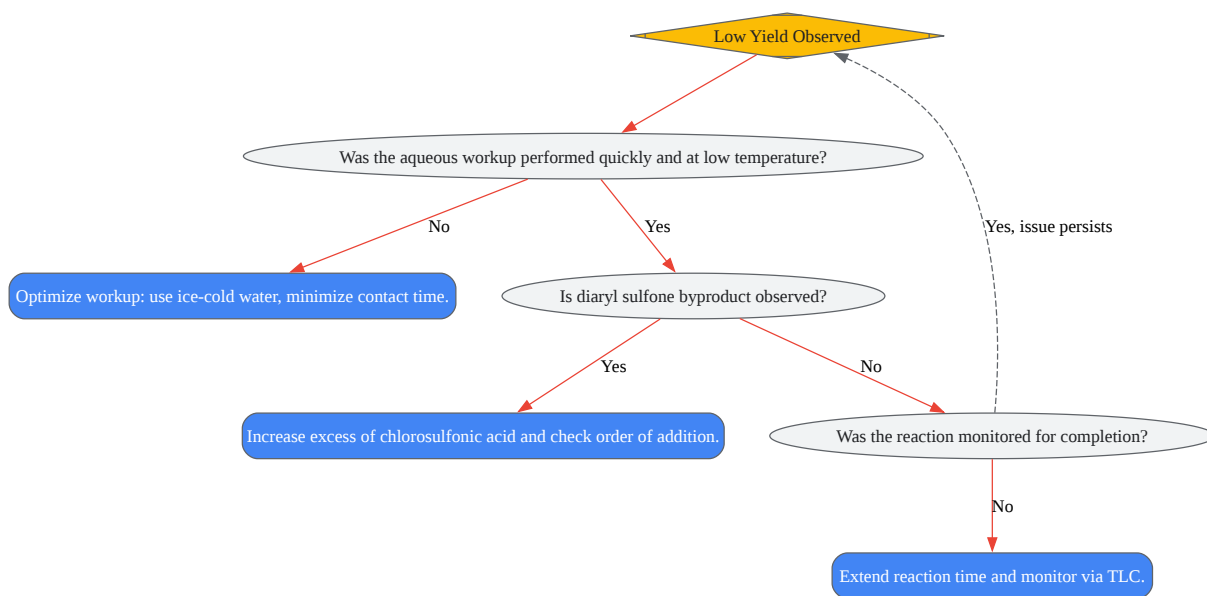 Low Yield Observed
Was the aqueous workup performed quickly and at low temperature?
No
Yes
Yes, issue persists
Optimize workup: use ice-cold water, minimize contact time.
Is diaryl sulfone byproduct observed?
Yes
No
Increase excess of chlorosulfonic acid and check order of addition.
Was the reaction monitored for completion?
No
Extend reaction time and monitor via TLC.